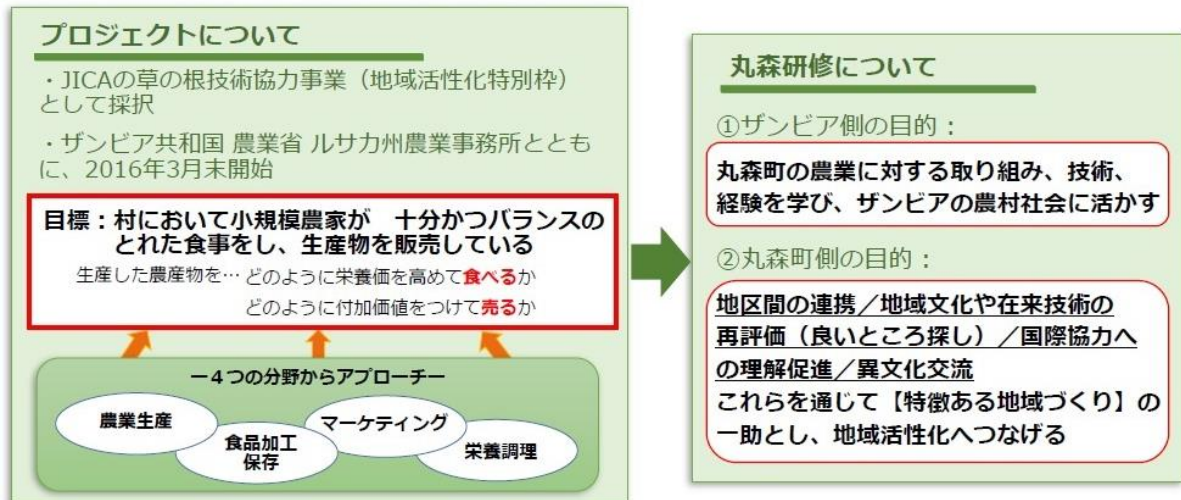 プロジェクトについて
・JICAの草の根技術協力事業（地域活性化特別枠）
として採択
・ザンビア共和国 農業省 ルサカ州農業事務所ととも
に、2016年3月末開始
目標：村において小規模農家が　十分かつバランスの
とれた食事をし、生産物を販売している
生産した農産物を… どのように栄養価を高めて食べるか
どのように付加価値をつけて売るか
ー４つの分野からアプローチー
農業生産
食品加工
保存
マーケティング
栄養調理
丸森研修について
①ザンビア側の目的：
丸森町の農業に対する取り組み、技術、
経験を学び、ザンビアの農村社会に活かす
②丸森町側の目的：
地区間の連携／地域文化や在来技術の
再評価（良いところ探し）／国際協力へ
の理解促進／異文化交流
これらを通じて【特徴ある地域づくり】の
一助とし、地域活性化へつなげる